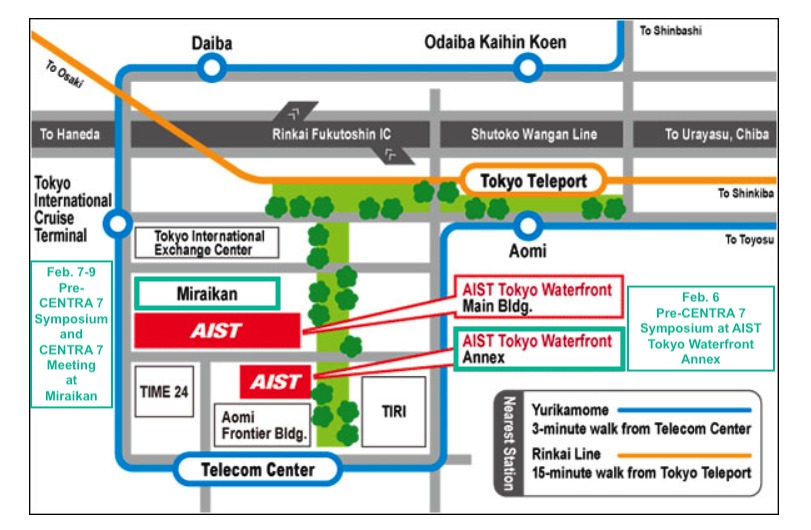 Daiba
Odaiba Kaihin Koen
To Shinbashi
To Osaki
To Haneda
Rinkai Fukutoshin IC
Shutoko Wangan Line
To Urayasu, Chiba
Tokyo Teleport
To Shinkiba
Tokyo
International
Cruise
Terminal
Tokyo International
Exchange Center
Aomi
To Toyosu
Feb. 7-9
Pre-
CENTRA 7
Symposium
and
CENTRA 7
Meeting
at
Miraikan
Miraikan
AIST
AIST Tokyo Waterfront
Main Bldg.
AIST Tokyo Waterfront
Annex
Feb. 6
Pre-CENTRA 7
Symposium at AIST
Tokyo Waterfront
Annex
TIME 24
AIST
Aomi
Frontier Bldg.
TIRI
Telecom Center
Nearest Station
Yurikamome
3-minute walk from Telecom Center
Rinkai Line
15-minute walk from Tokyo Teleport